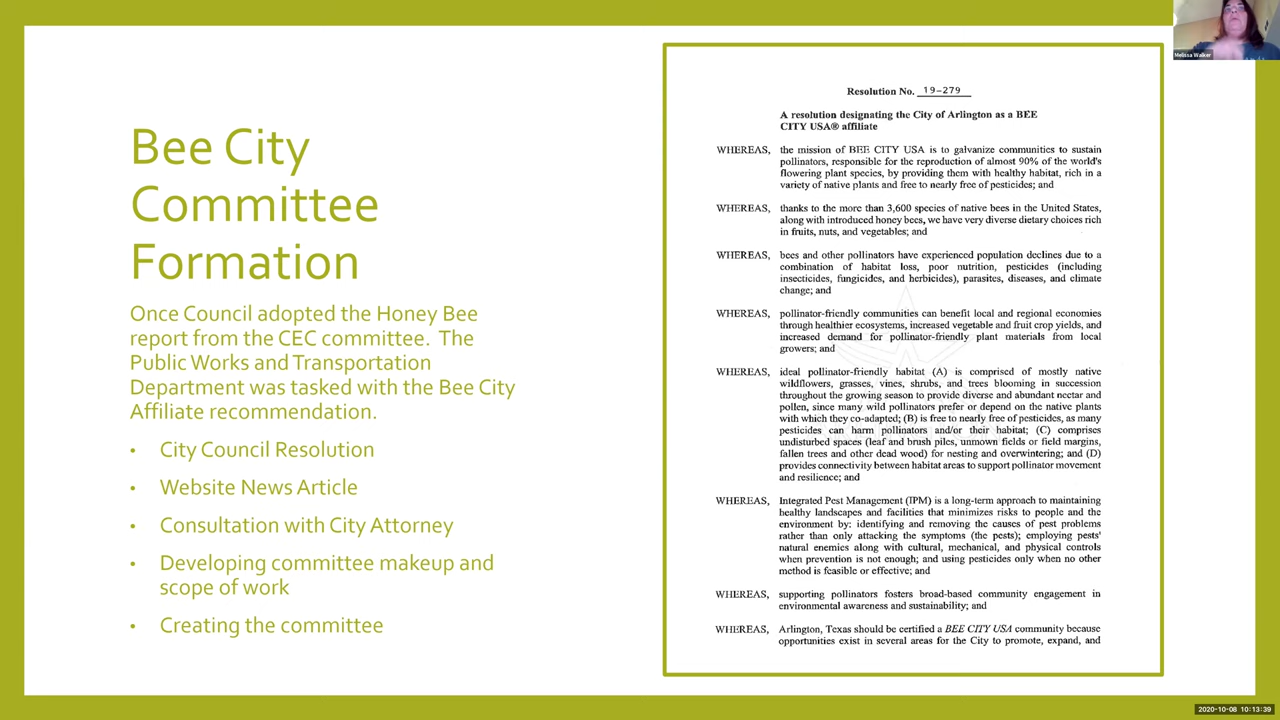 Bee City
Committee
Formation
Once Council adopted the Honey Bee
report from the CEC committee. The
Public Works and Transportation
Department was tasked with the Bee City
Affiliate recommendation.
• City Council Resolution
• Website News Article
• Consultation with City Attorney
• Developing committee makeup and
scope of work
• Creating the committee
Resolution No. 19-279
A resolution designating the City of Arlington as a BEE
CITY USA® affiliate
WHEREAS, the mission of BEE CITY USA is to galvanize communities to sustain
pollinators, responsible for the reproduction of almost 90% of the world's
flowering plant species, by providing them with healthy habitat, rich in a
variety of native plants and free to nearly free of pesticides; and
WHEREAS, thanks to the more than 3,600 species of native bees in the United States,
along with introduced honey bees, we have very diverse dietary choices rich
in fruits, nuts, and vegetables; and
WHEREAS, bees and other pollinators have experienced population declines due to a
combination of habitat loss, poor nutrition, pesticides (including
insecticides, fungicides, and herbicides), parasites, diseases, and climate
change; and
WHEREAS, pollinator-friendly communities can benefit local and regional economies
through healthier ecosystems, increased vegetable and fruit crop yields, and
increased demand for pollinator-friendly plant materials from local
growers; and
WHEREAS, ideal pollinator-friendly habitat (A) is comprised of mostly native
wildflowers, grasses, vines, shrubs, and trees blooming in succession
throughout the growing season to provide diverse and abundant nectar and
pollen, since many wild pollinators prefer or depend on the native plants
with which they co-adapted; (B) is free to nearly free of pesticides, as many
pesticides can harm pollinators and/or their habitat; (C) comprises
undisturbed spaces (leaf and brush piles, unmown fields or field margins,
fallen trees and other dead wood) for nesting and overwintering; and (D)
provides connectivity between habitat areas to support pollinator movement
and resilience; and
WHEREAS, Integrated Pest Management (IPM) is a long-term approach to maintaining
healthy landscapes and facilities that minimizes risks to people and the
environment by: identifying and removing the causes of pest problems
rather than only attacking the symptoms (the pests); employing pests'
natural enemies along with cultural, mechanical, and physical controls
when prevention is not enough; and using pesticides only when no other
method is feasible or effective; and
WHEREAS, supporting pollinators fosters broad-based community engagement in
environmental awareness and sustainability; and
WHEREAS, Arlington, Texas should be certified a BEE CITY USA community because
opportunities exist in several areas for the City to promote, expand, and
Melissa Walker
2020-10-08 10:13:39